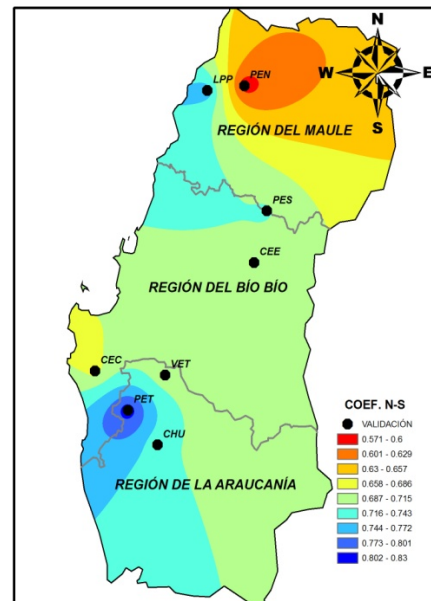 N
W
E
S
LPP
PEN
REGIÓN DEL MAULE
PES
CEE
REGIÓN DEL BÍO BÍO
CEC
VET
PET
CHU
REGIÓN DE LA ARAUCANÍA
COEF. N-S
VALIDACIÓN
0.571 - 0.6
0.601 - 0.629
0.63 - 0.657
0.658 - 0.686
0.687 - 0.715
0.716 - 0.743
0.744 - 0.772
0.773 - 0.801
0.802 - 0.83